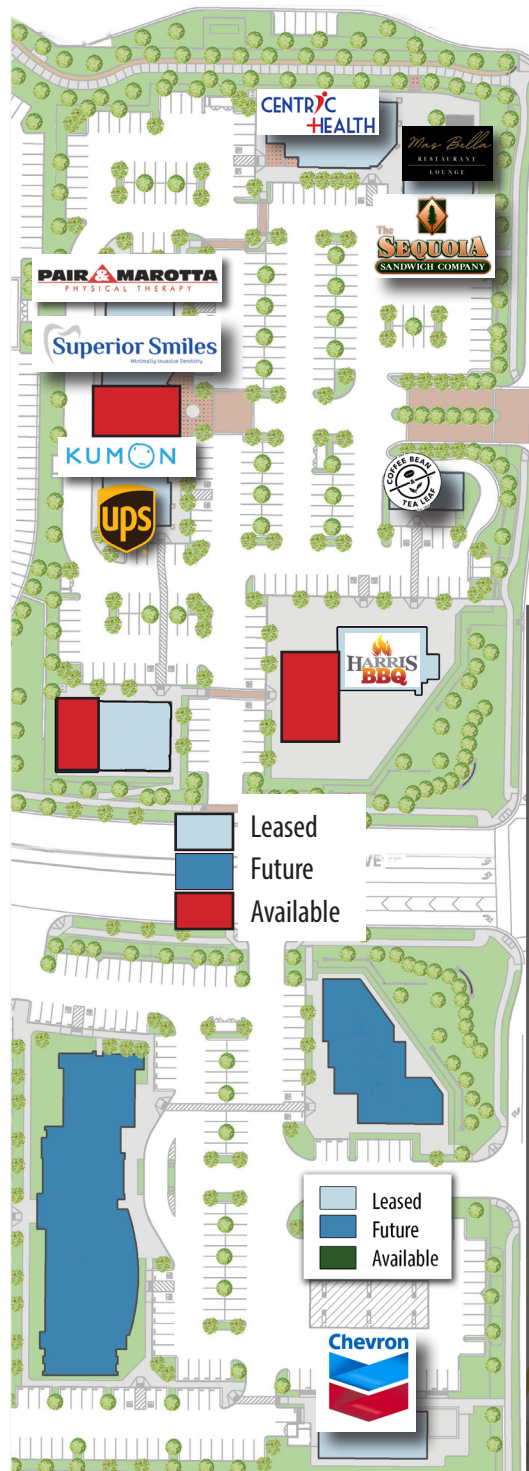 CENTRIC
HEALTH
Mas Bella
RESTAURANT
LOUNGE
The
SEQUOIA
SANDWICH COMPANY
PAIR & MAROTTA
PHYSICAL THERAPY
Superior Smiles
Minimally Invasive Dentistry
KUMON
COFFEE BEAN
& TEA LEAF
ups
HARRIS
BBQ
Leased
Future
Available
VE
Leased
Future
Available
Chevron